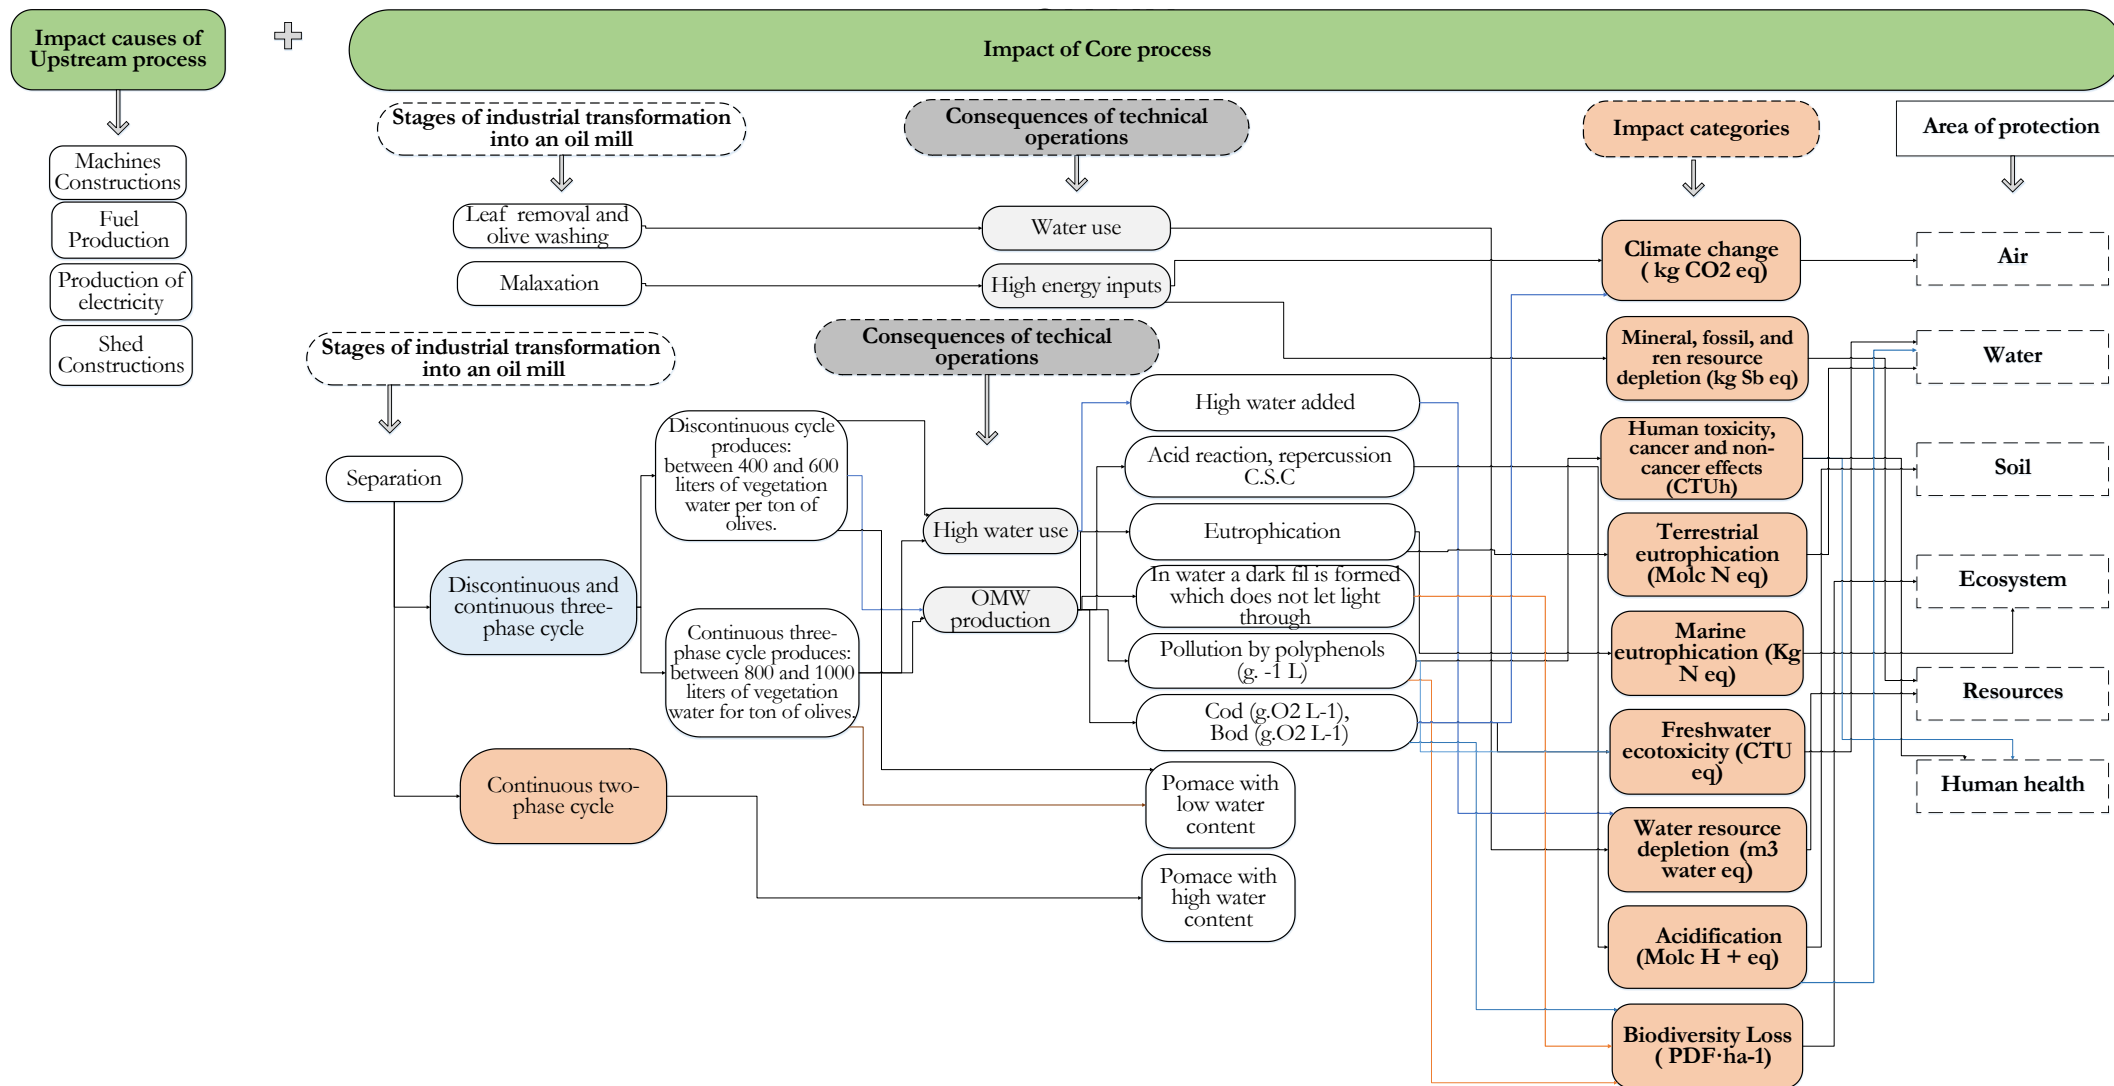 Impact causes of
Upstream process
Impact of Core process
Stages of industrial transformation
into an oil mill
Consequences of technical
operations
Impact categories
Area of protection
Machines
Constructions
Fuel
Production
Production of
electricity
Shed
Constructions
Leaf removal and
olive washing
Water use
Malaxation
High energy inputs
Stages of industrial transformation
into an oil mill
Consequences of techical
operations
Separation
Discontinuous and
continuous three-
phase cycle
Continuous two-
phase cycle
Discontinuous cycle
produces:
between 400 and 600
liters of vegetation
water per ton of
olives.
Continuous three-
phase cycle produces:
between 800 and 1000
liters of vegetation
water for ton of olives.
High water use
OMW
production
High water added
Acid reaction, repercussion
C.S.C
Eutrophication
In water a dark fil is formed
which does not let light
through
Pollution by polyphenols
(g. -1 L)
Cod (g.O2 L-1),
Bod (g.O2 L-1)
Pomace with
low water
content
Pomace with
high water
content
Climate change
( kg CO2 eq)
Mineral, fossil, and
ren resource
depletion (kg Sb eq)
Human toxicity,
cancer and non-
cancer effects
(CTUh)
Terrestrial
eutrophication
(Molc N eq)
Marine
eutrophication (Kg
N eq)
Freshwater
ecotoxicity (CTU
eq)
Water resource
depletion (m3
water eq)
Acidification
(Molc H + eq)
Biodiversity Loss
( PDF·ha-1)
Air
Water
Soil
Ecosystem
Resources
Human health